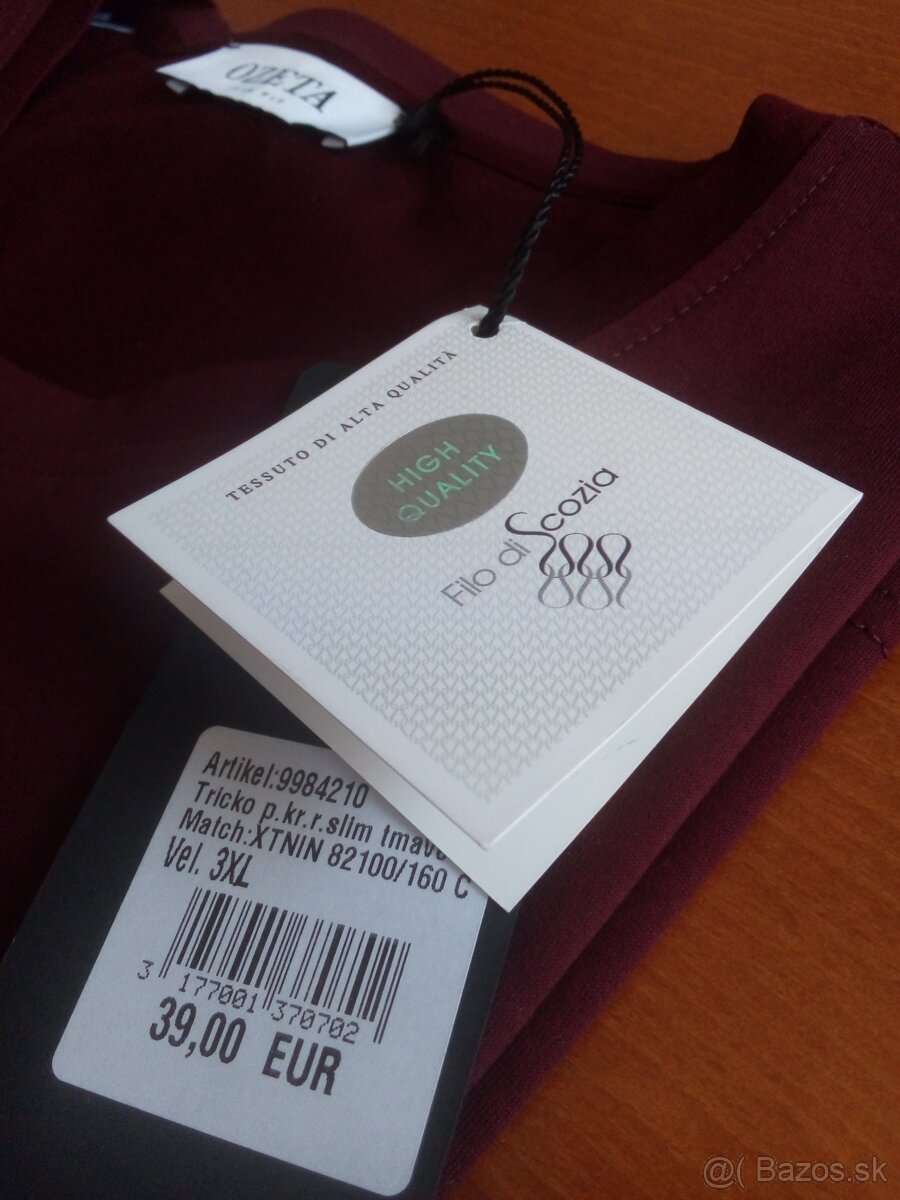 OZETA
TESSUTO DI ALTA QUALITÀ
HIGH
QUALITY
Filo di Scozia
Artikel:9984210
Tricko p.kr.r.slim tmavo
Match:XTNIN 82100/160 C
Vel. 3XL
3 177001 370702
39,00 EUR
@( Bazos.sk